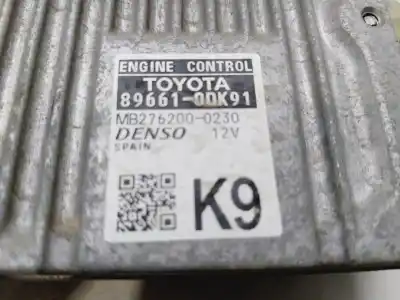 ENGINE CONTROL
TOYOTA
89661-0DK91
MB276200-0230
DENSO 12V
SPAIN
K9